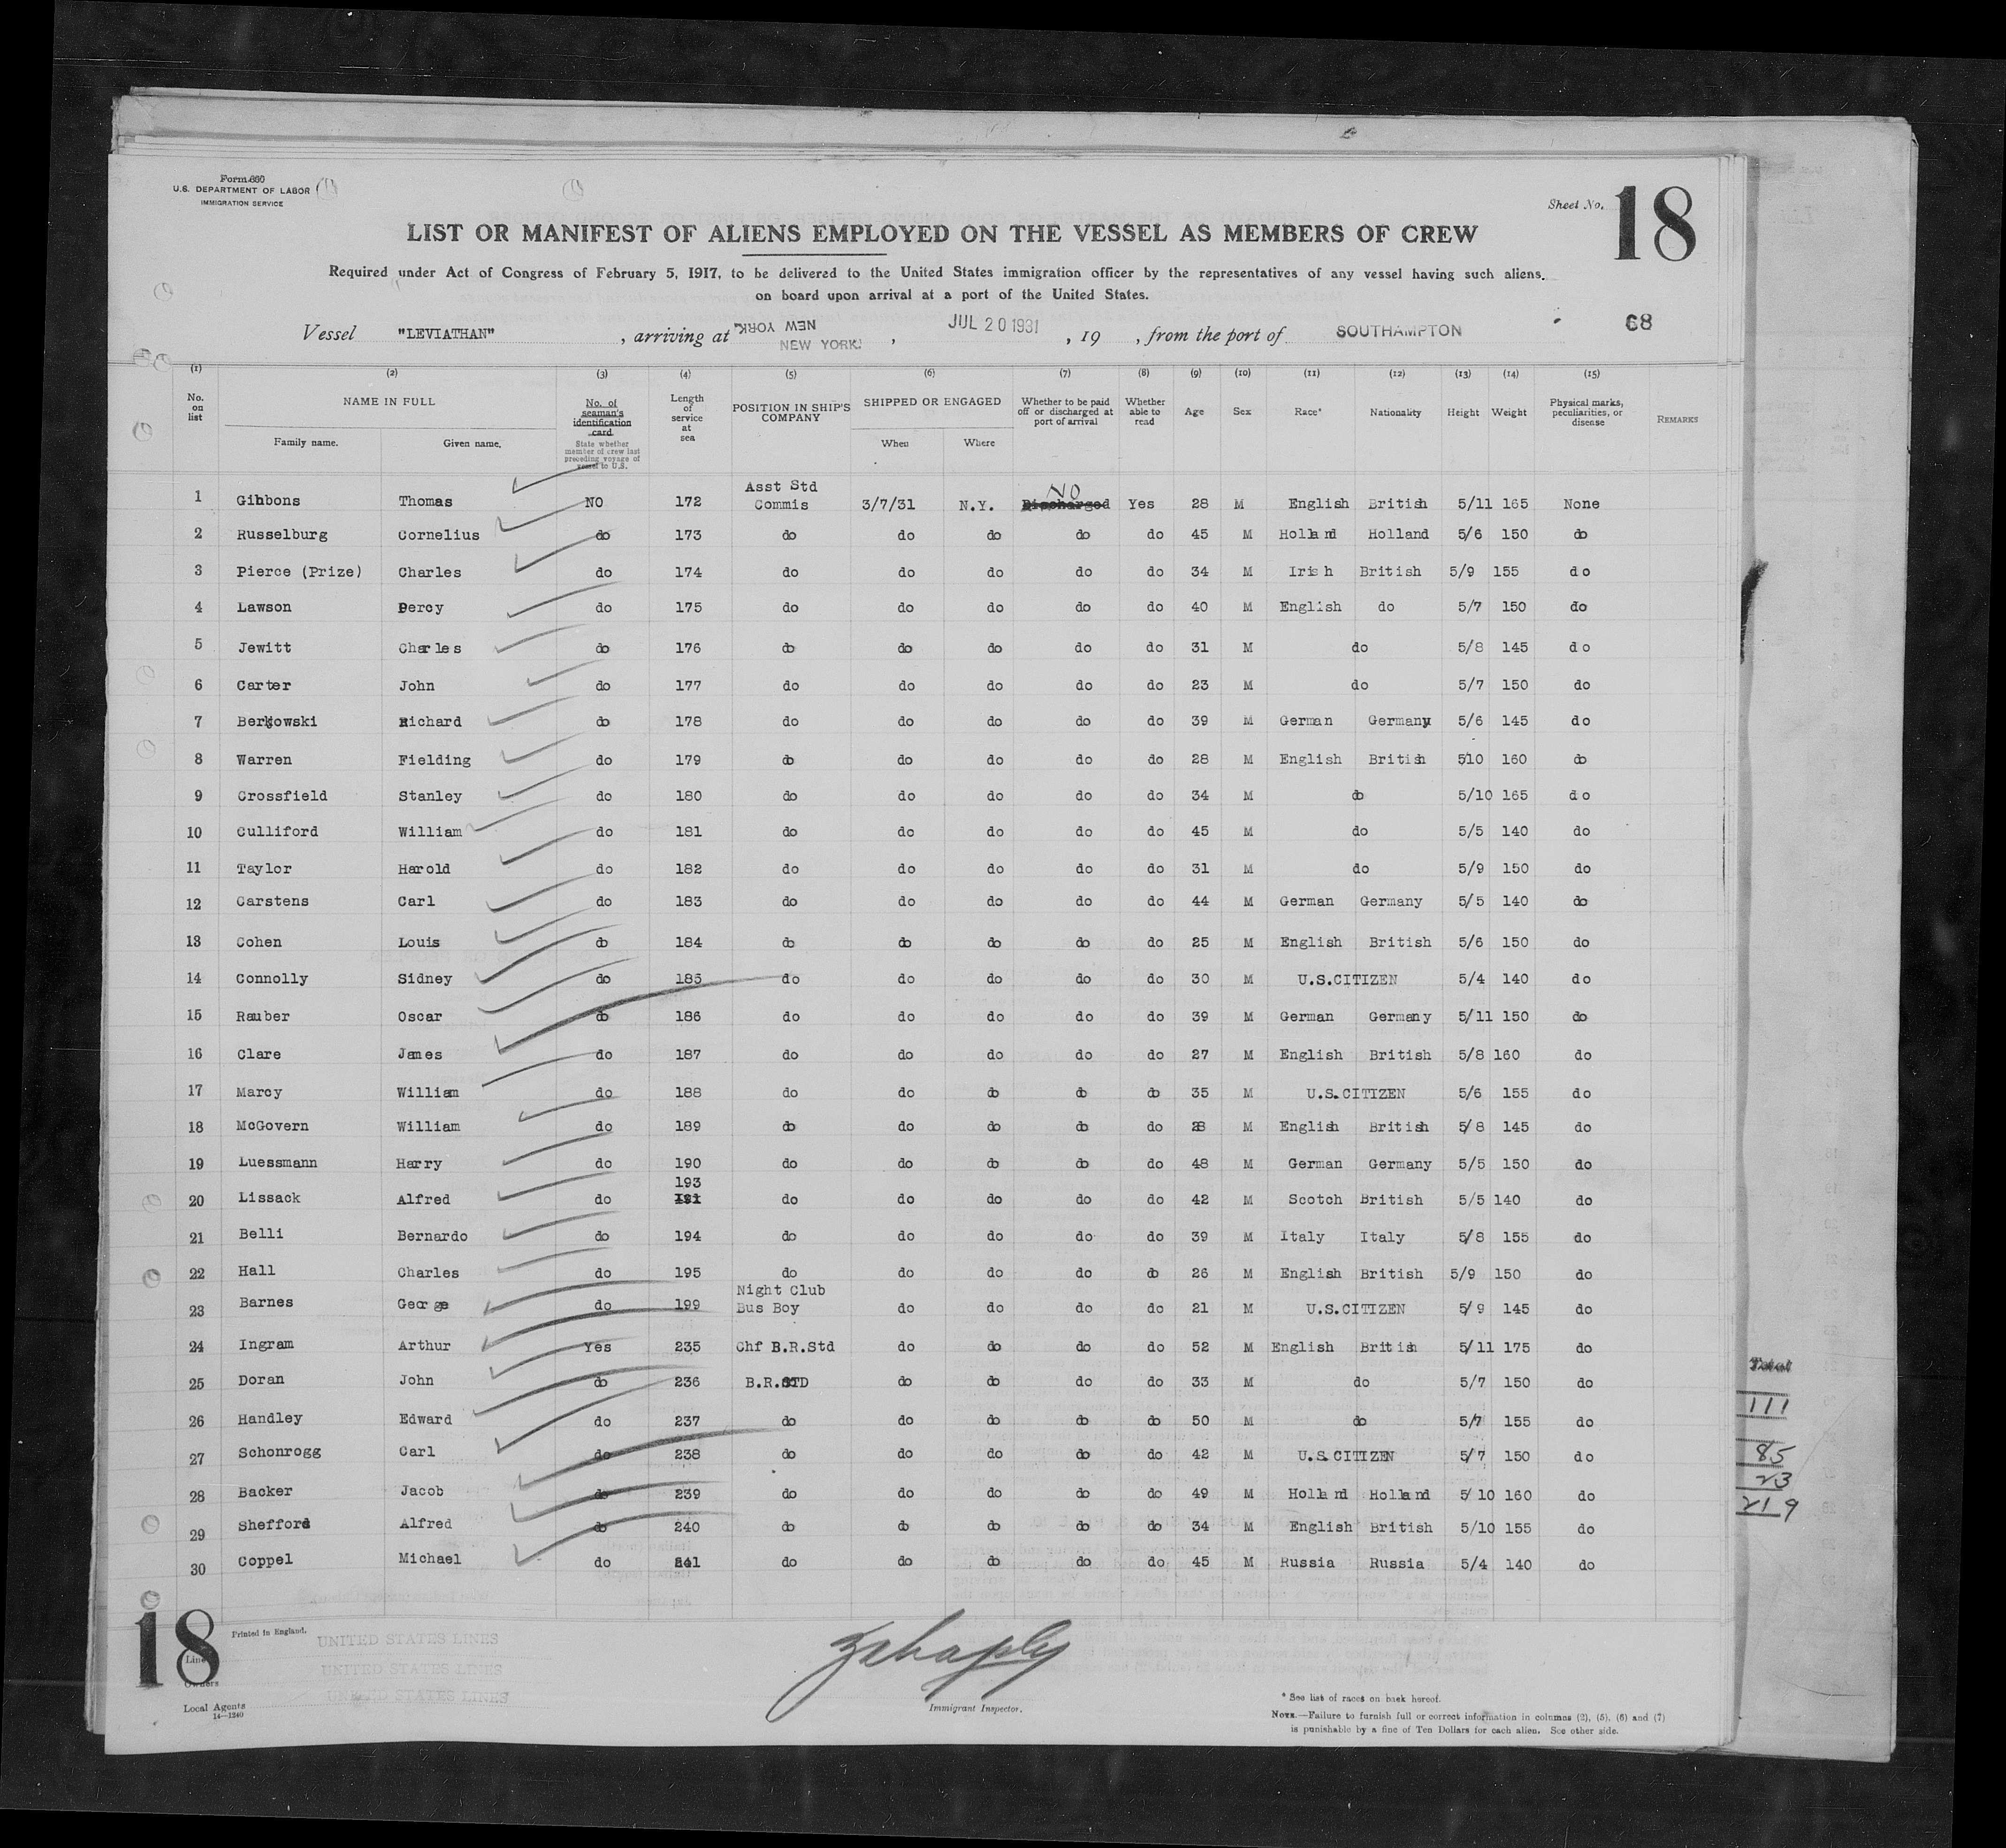 Form 660
U.S. DEPARTMENT OF LABOR
IMMIGRATION SERVICE
Sheet No. 18
LIST OR MANIFEST OF ALIENS EMPLOYED ON THE VESSEL AS MEMBERS OF CREW
Required under Act of Congress of February 5, 1917, to be delivered to the United States immigration officer by the representatives of any vessel having such aliens
on board upon arrival at a port of the United States.
NEW YORK.
Vessel "LEVIATHAN" , arriving at NEW YORK. , JUL 20 1931 , 19 , from the port of SOUTHAMPTON 68
(1) (2) (3) (4) (5) (6) (7) (8) (9) (10) (11) (12) (13) (14) (15)
No. on list NAME IN FULL Family name. Given name. No. of seaman's identification card State whether member of crew last preceding voyage of vessel to U.S. Length of service at sea POSITION IN SHIP'S COMPANY SHIPPED OR ENGAGED When Where Whether to be paid off or discharged at port of arrival Whether able to read Age Sex Race* Nationality Height Weight Physical marks, peculiarities, or disease REMARKS
1 Gibbons Thomas NO 172 Asst Std Commis 3/7/31 N.Y. Discharged NO Yes 28 M English British 5/11 165 None
2 Russelburg Cornelius do 173 do do do do do 45 M Holland Holland 5/6 150 do
3 Pierce (Prize) Charles do 174 do do do do do 34 M Irish British 5/9 155 do
4 Lawson Percy do 175 do do do do do 40 M English do 5/7 150 do
5 Jewitt Charles do 176 do do do do do 31 M do 5/8 145 do
6 Carter John do 177 do do do do do 23 M do 5/7 150 do
7 Berkowski Richard do 178 do do do do do 39 M German Germany 5/6 145 do
8 Warren Fielding do 179 do do do do do 28 M English British 510 160 do
9 Crossfield Stanley do 180 do do do do do 34 M do 5/10 165 do
10 Culliford William do 181 do do do do do 45 M do 5/5 140 do
11 Taylor Harold do 182 do do do do do 31 M do 5/9 150 do
12 Carstens Carl do 183 do do do do do 44 M German Germany 5/5 140 do
13 Cohen Louis do 184 do do do do do 25 M English British 5/6 150 do
14 Connolly Sidney do 185 do do do do do 30 M U.S.CITIZEN 5/4 140 do
15 Rauber Oscar do 186 do do do do do 39 M German Germany 5/11 150 do
16 Clare James do 187 do do do do do 27 M English British 5/8 160 do
17 Marcy William do 188 do do do do do 35 M U.S.CITIZEN 5/6 155 do
18 McGovern William do 189 do do do do do 28 M English British 5/8 145 do
19 Luessmann Harry do 190 do do do do do 48 M German Germany 5/5 150 do
20 Lissack Alfred do 193 191 do do do do do 42 M Scotch British 5/5 140 do
21 Belli Bernardo do 194 do do do do do 39 M Italy Italy 5/8 155 do
22 Hall Charles do 195 do do do do do 26 M English British 5/9 150 do
23 Barnes George do 199 Night Club Bus Boy do do do do 21 M U.S.CITIZEN 5/9 145 do
24 Ingram Arthur Yes 235 Chf B.R.Std do do do do 52 M English British 5/11 175 do
25 Doran John do 236 B.R.STD do do do do 33 M do 5/7 150 do
26 Handley Edward do 237 do do do do do 50 M do 5/7 155 do
27 Schonrogg Carl do 238 do do do do do 42 M U.S.CITIZEN 5/7 150 do
28 Backer Jacob do 239 do do do do do 49 M Holland Holland 5/10 160 do
29 Shefford Alfred do 240 do do do do do 34 M English British 5/10 155 do
30 Coppel Michael do 241 do do do do do 45 M Russia Russia 5/4 140 do
Total
111
85
23
219
18
Printed in England.
UNITED STATES LINES
Line
UNITED STATES LINES
Owners
UNITED STATES LINES
Local Agents
14—1240
Immigrant Inspector.
* See list of races on back hereof.
NOTE.—Failure to furnish full or correct information in columns (2), (5), (6) and (7)
is punishable by a fine of Ten Dollars for each alien. See other side.